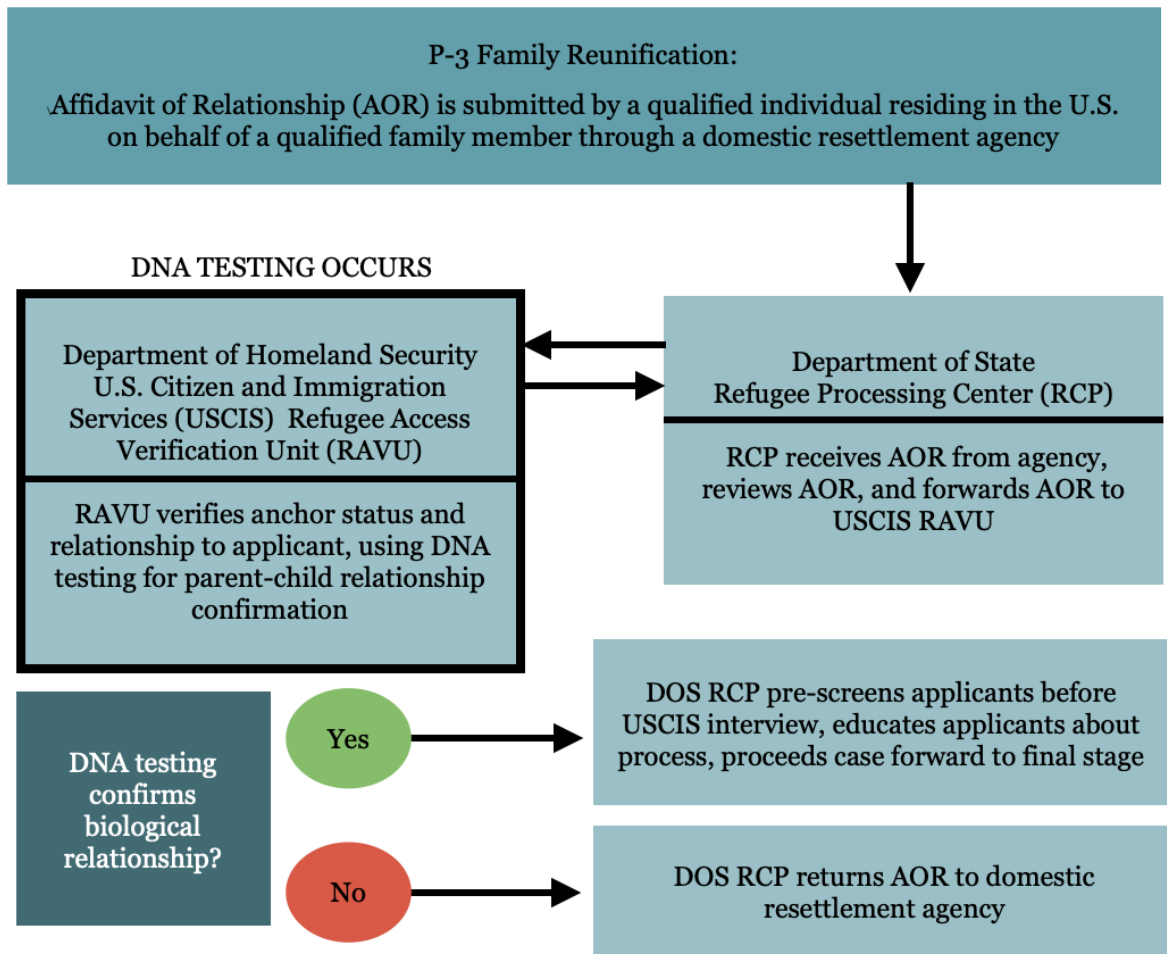 P-3 Family Reunification:
Affidavit of Relationship (AOR) is submitted by a qualified individual residing in the U.S.
on behalf of a qualified family member through a domestic resettlement agency
DNA TESTING OCCURS
Department of Homeland Security
U.S. Citizen and Immigration
Services (USCIS) Refugee Access
Verification Unit (RAVU)
RAVU verifies anchor status and
relationship to applicant, using DNA
testing for parent-child relationship
confirmation
Department of State
Refugee Processing Center (RCP)
RCP receives AOR from agency,
reviews AOR, and forwards AOR to
USCIS RAVU
DNA testing
confirms
biological
relationship?
Yes
DOS RCP pre-screens applicants before
USCIS interview, educates applicants about
process, proceeds case forward to final stage
No
DOS RCP returns AOR to domestic
resettlement agency